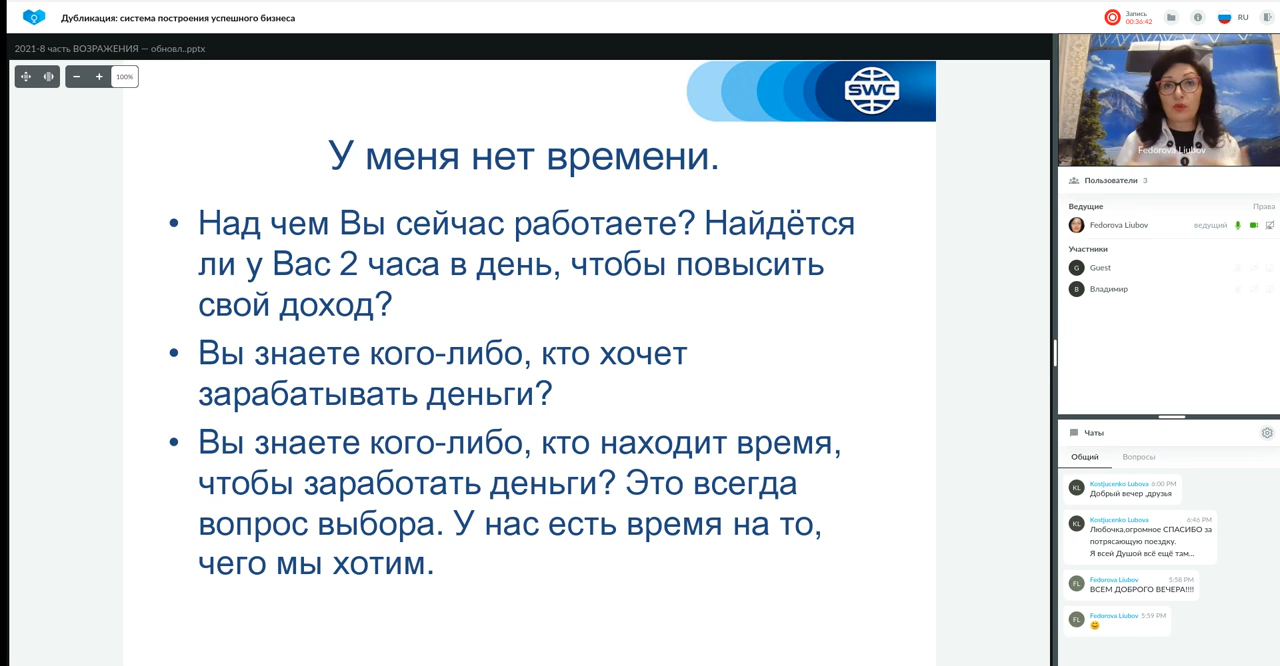 Дубликация: система построения успешного бизнеса
Запись
00:36:42
RU
2021-8 часть ВОЗРАЖЕНИЯ — обновл..pptx
100%
SWC
У меня нет времени.
• Над чем Вы сейчас работаете? Найдётся
ли у Вас 2 часа в день, чтобы повысить
свой доход?
• Вы знаете кого-либо, кто хочет
зарабатывать деньги?
• Вы знаете кого-либо, кто находит время,
чтобы заработать деньги? Это всегда
вопрос выбора. У нас есть время на то,
чего мы хотим.
Fedorova Liubov
Пользователи 3
Ведущие Права
Fedorova Liubov ведущий
Участники
G Guest
В Владимир
Чаты
Общий Вопросы
KL Kostjucenko Lubova 6:00 PM
Добрый вечер ,друзья
KL Kostjucenko Lubova 6:46 PM
Любочка,огромное СПАСИБО за
потрясающую поездку.
Я всей Душой всё ещё там...
FL Fedorova Liubov 5:58 PM
ВСЕМ ДОБРОГО ВЕЧЕРА!!!!
FL Fedorova Liubov 5:59 PM